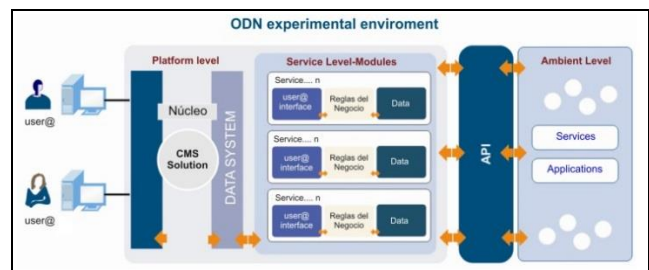 ODN experimental enviroment
Platform level
Service Level-Modules
Ambient Level
user@
user@
Núcleo
CMS
Solution
DATA SYSTEM
Service.... n
user@
interface
Reglas del
Negocio
Data
Service.... n
user@
interface
Reglas del
Negocio
Data
Service.... n
user@
interface
Reglas del
Negocio
Data
API
Services
Applications